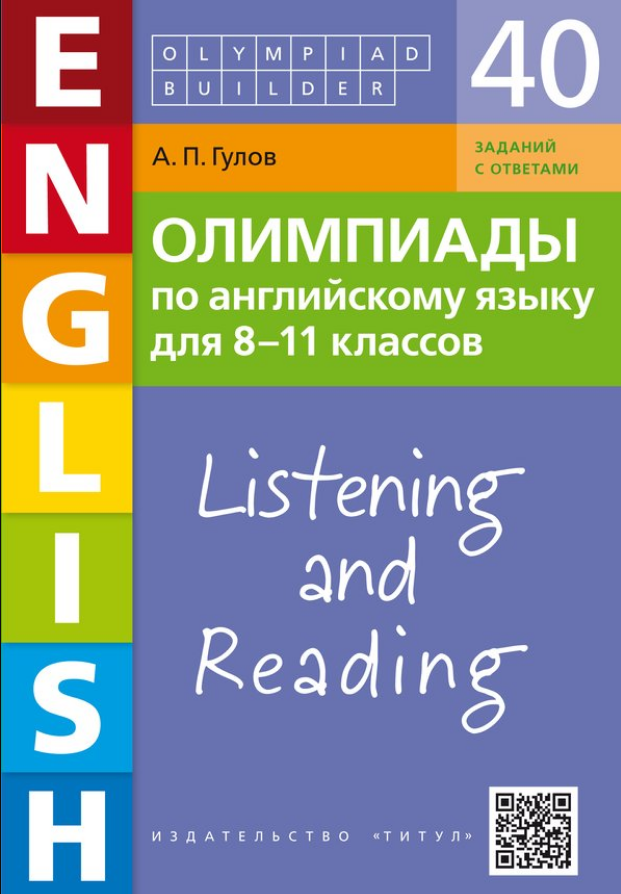 ENGLISH
OLYMPIAD
BUILDER
40
А. П. Гулов
ЗАДАНИЙ
С ОТВЕТАМИ
ОЛИМПИАДЫ
по английскому языку
для 8–11 классов
Listening
and
Reading
ИЗДАТЕЛЬСТВО «ТИТУЛ»